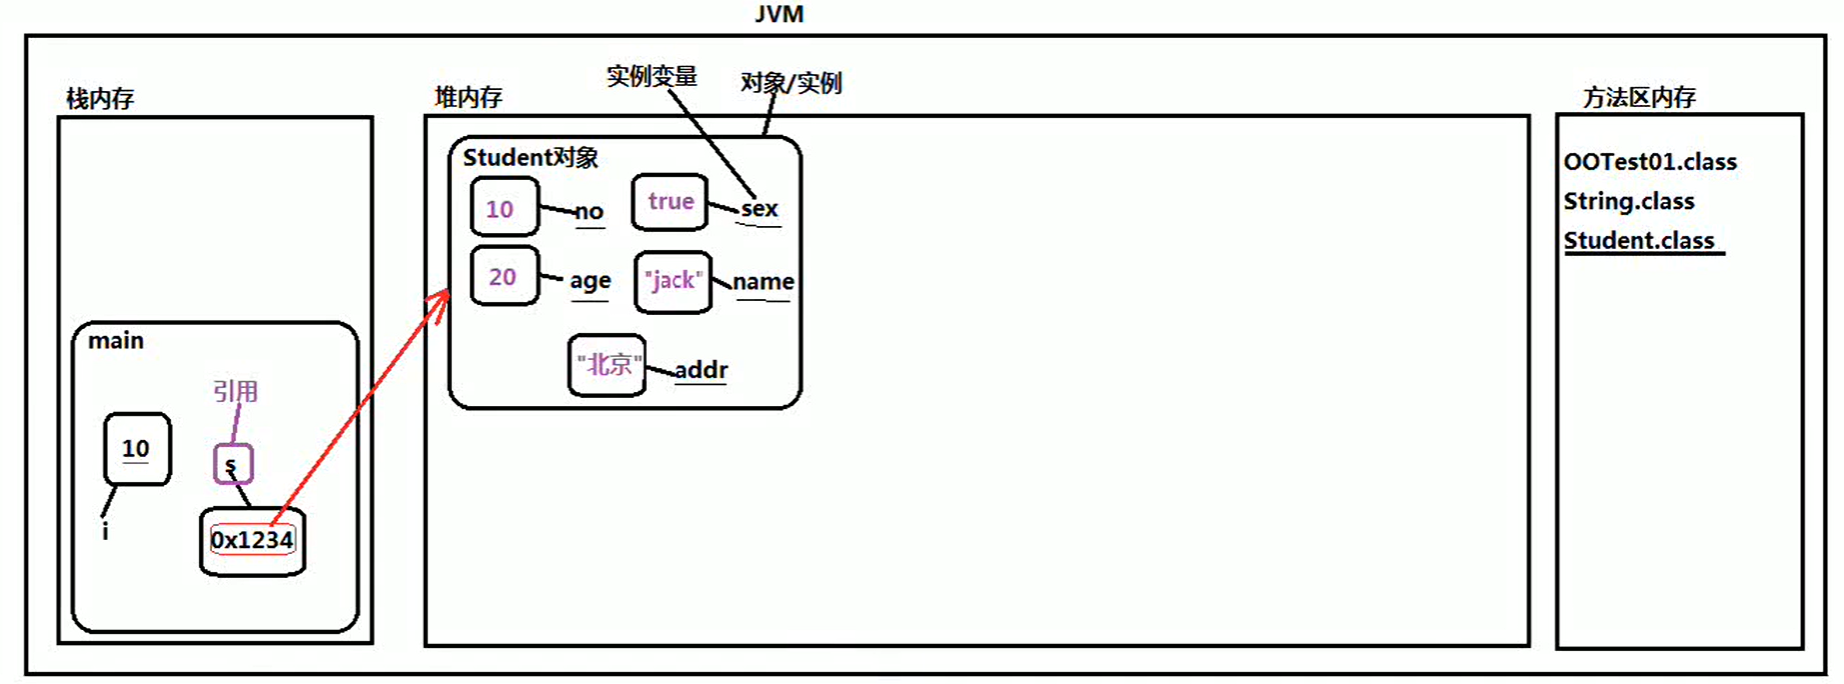 JVM
栈内存
main
引用
10
s
i
0x1234
堆内存
实例变量
对象/实例
Student对象
10
no
true
sex
20
age
"jack"
name
"北京"
addr
方法区内存
OOTest01.class
String.class
Student.class